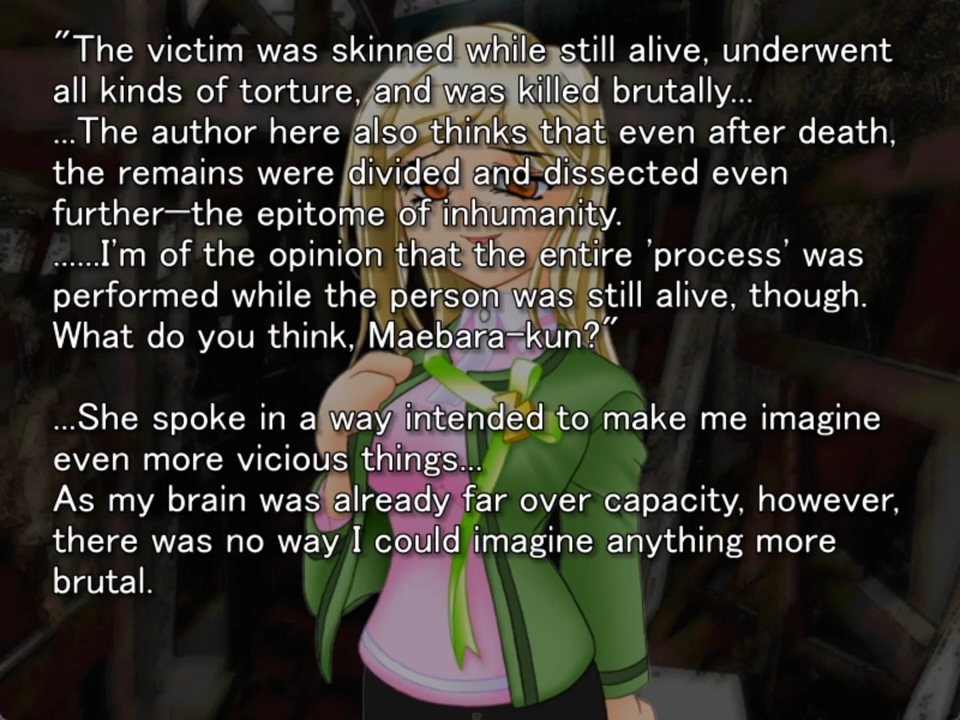 "The victim was skinned while still alive, underwent
all kinds of torture, and was killed brutally...
...The author here also thinks that even after death,
the remains were divided and dissected even
further—the epitome of inhumanity.
......I'm of the opinion that the entire 'process' was
performed while the person was still alive, though.
What do you think, Maebara-kun?"
...She spoke in a way intended to make me imagine
even more vicious things...
As my brain was already far over capacity, however,
there was no way I could imagine anything more
brutal.